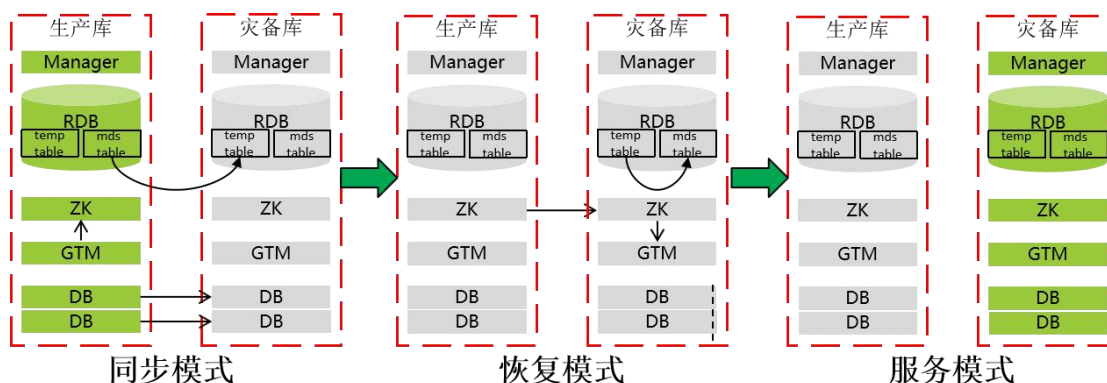 生产库
Manager
RDB
temp table
mds table
ZK
GTM
DB
DB
灾备库
Manager
RDB
temp table
mds table
ZK
GTM
DB
DB
同步模式
生产库
Manager
RDB
temp table
mds table
ZK
GTM
DB
DB
灾备库
Manager
RDB
temp table
mds table
ZK
GTM
DB
DB
恢复模式
生产库
Manager
RDB
temp table
mds table
ZK
GTM
DB
DB
灾备库
Manager
RDB
temp table
mds table
ZK
GTM
DB
DB
服务模式